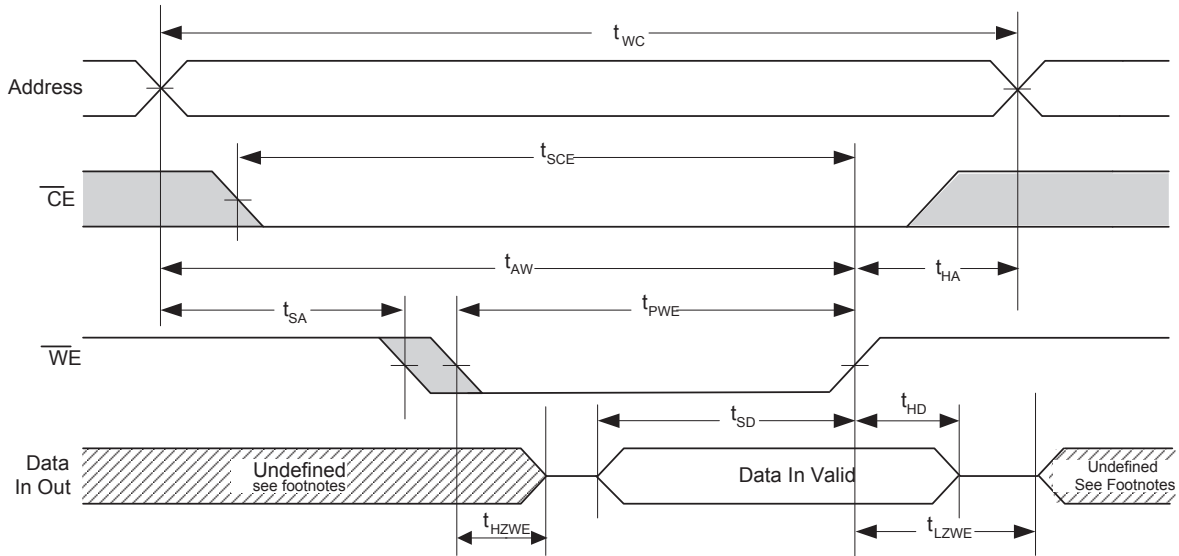 tWC
Address
tSCE
CE
tAW
tHA
tSA
tPWE
WE
tSD
tHD
Data
In Out
Undefined
see footnotes
Data In Valid
Undefined
See Footnotes
tHZWE
tLZWE